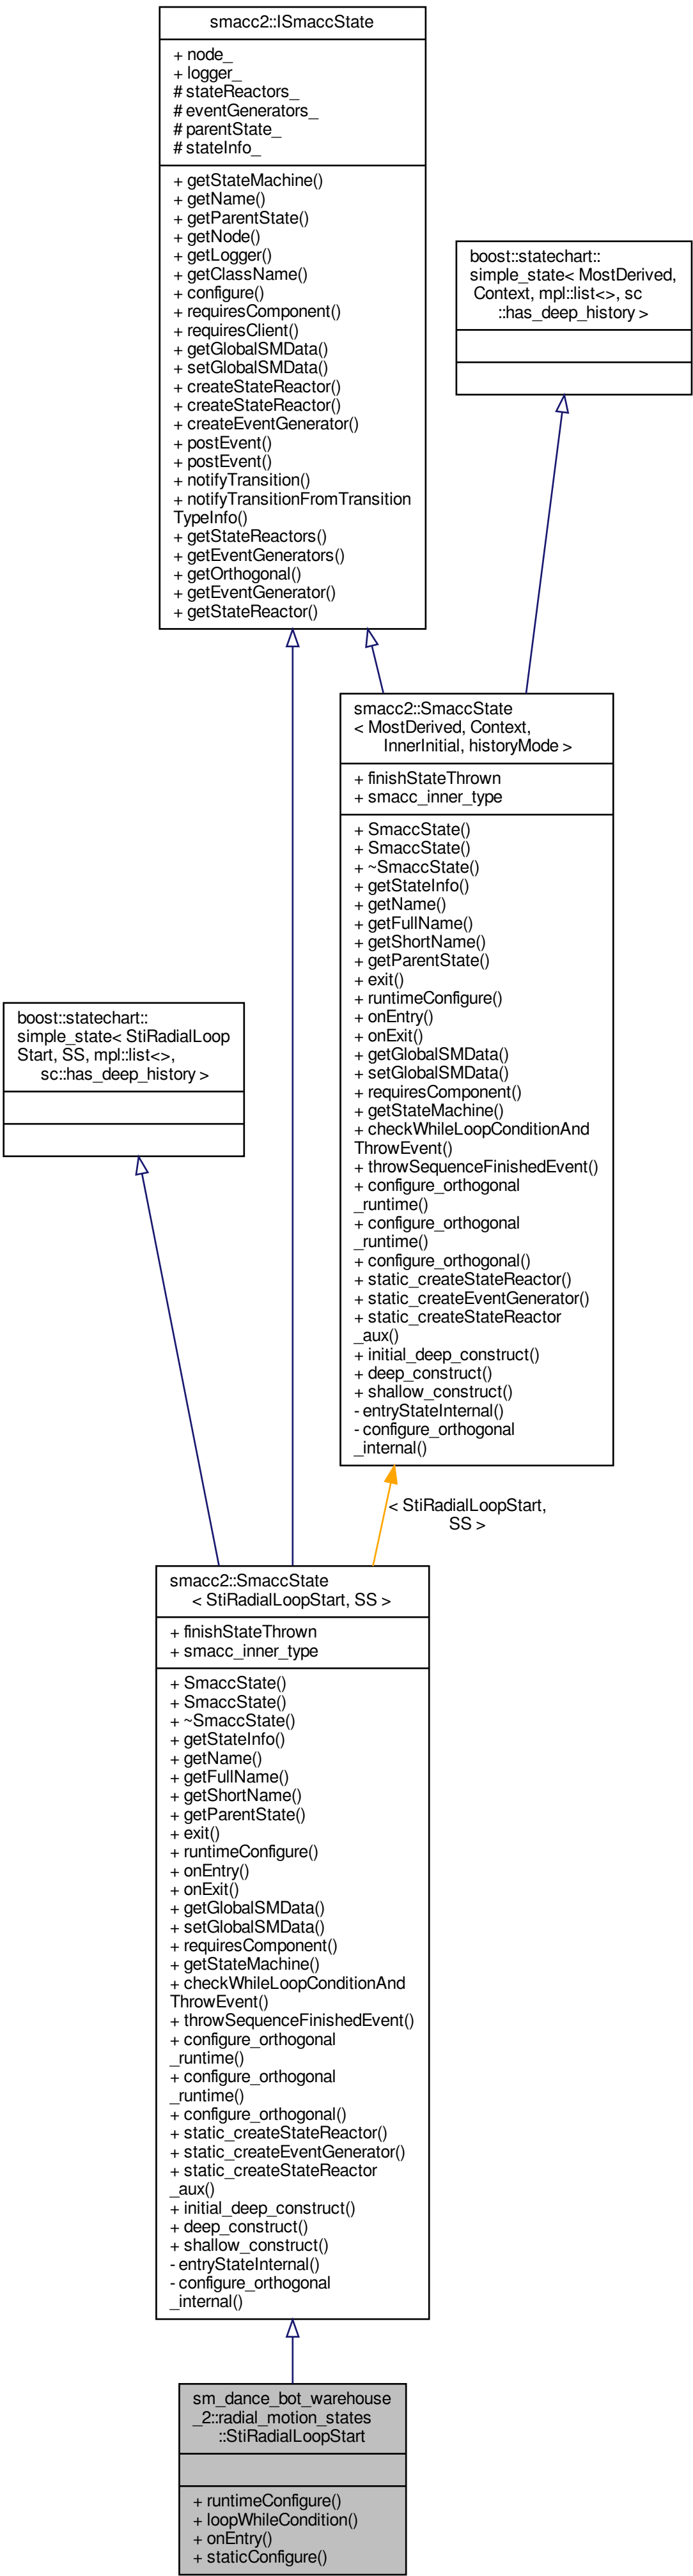 smacc2::ISmaccState
+ node_
+ logger_
# stateReactors_
# eventGenerators_
# parentState_
# stateInfo_
+ getStateMachine()
+ getName()
+ getParentState()
+ getNode()
+ getLogger()
+ getClassName()
+ configure()
+ requiresComponent()
+ requiresClient()
+ getGlobalSMData()
+ setGlobalSMData()
+ createStateReactor()
+ createStateReactor()
+ createEventGenerator()
+ postEvent()
+ postEvent()
+ notifyTransition()
+ notifyTransitionFromTransition
TypeInfo()
+ getStateReactors()
+ getEventGenerators()
+ getOrthogonal()
+ getEventGenerator()
+ getStateReactor()
boost::statechart::
simple_state< MostDerived,
Context, mpl::list<>, sc
::has_deep_history >
smacc2::SmaccState
< MostDerived, Context,
InnerInitial, historyMode >
+ finishStateThrown
+ smacc_inner_type
+ SmaccState()
+ SmaccState()
+ ~SmaccState()
+ getStateInfo()
+ getName()
+ getFullName()
+ getShortName()
+ getParentState()
+ exit()
+ runtimeConfigure()
+ onEntry()
+ onExit()
+ getGlobalSMData()
+ setGlobalSMData()
+ requiresComponent()
+ getStateMachine()
+ checkWhileLoopConditionAnd
ThrowEvent()
+ throwSequenceFinishedEvent()
+ configure_orthogonal
_runtime()
+ configure_orthogonal
_runtime()
+ configure_orthogonal()
+ static_createStateReactor()
+ static_createEventGenerator()
+ static_createStateReactor
_aux()
+ initial_deep_construct()
+ deep_construct()
+ shallow_construct()
- entryStateInternal()
- configure_orthogonal
_internal()
boost::statechart::
simple_state< StiRadialLoop
Start, SS, mpl::list<>,
sc::has_deep_history >
< StiRadialLoopStart,
SS >
smacc2::SmaccState
< StiRadialLoopStart, SS >
+ finishStateThrown
+ smacc_inner_type
+ SmaccState()
+ SmaccState()
+ ~SmaccState()
+ getStateInfo()
+ getName()
+ getFullName()
+ getShortName()
+ getParentState()
+ exit()
+ runtimeConfigure()
+ onEntry()
+ onExit()
+ getGlobalSMData()
+ setGlobalSMData()
+ requiresComponent()
+ getStateMachine()
+ checkWhileLoopConditionAnd
ThrowEvent()
+ throwSequenceFinishedEvent()
+ configure_orthogonal
_runtime()
+ configure_orthogonal
_runtime()
+ configure_orthogonal()
+ static_createStateReactor()
+ static_createEventGenerator()
+ static_createStateReactor
_aux()
+ initial_deep_construct()
+ deep_construct()
+ shallow_construct()
- entryStateInternal()
- configure_orthogonal
_internal()
sm_dance_bot_warehouse
_2::radial_motion_states
::StiRadialLoopStart
+ runtimeConfigure()
+ loopWhileCondition()
+ onEntry()
+ staticConfigure()